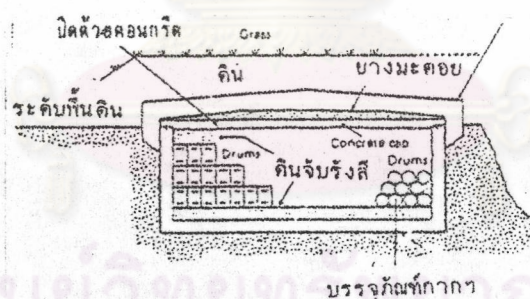 ปิดด้วยคอนกรีต
Grass
ดิน
ยางมะตอย
ระดับพื้นดิน
Concrete cap
Drums
Drums
ดินจับรังสี
บรรจุภัณฑ์กากฯ